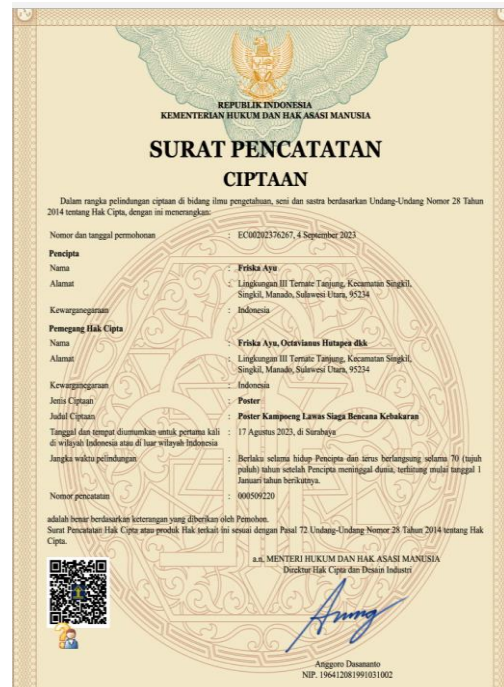 REPUBLIK INDONESIA
KEMENTERIAN HUKUM DAN HAK ASASI MANUSIA
SURAT PENCATATAN
CIPTAAN
Dalam rangka pelindungan ciptaan di bidang ilmu pengetahuan, seni dan sastra berdasarkan Undang-Undang Nomor 28 Tahun
2014 tentang Hak Cipta, dengan ini menerangkan:
Nomor dan tanggal permohonan : EC00202376267, 4 September 2023
Pencipta
Nama : Friska Ayu
Alamat : Lingkungan III Ternate Tanjung, Kecamatan Singkil,
Singkil, Manado, Sulawesi Utara, 95234
Kewarganegaraan : Indonesia
Pemegang Hak Cipta
Nama : Friska Ayu, Octavianus Hutapea dkk
Alamat : Lingkungan III Ternate Tanjung, Kecamatan Singkil,
Singkil, Manado, Sulawesi Utara, 95234
Kewarganegaraan : Indonesia
Jenis Ciptaan : Poster
Judul Ciptaan : Poster Kampoeng Lawas Siaga Bencana Kebakaran
Tanggal dan tempat diumumkan untuk pertama kali : 17 Agustus 2023, di Surabaya
di wilayah Indonesia atau di luar wilayah Indonesia
Jangka waktu pelindungan : Berlaku selama hidup Pencipta dan terus berlangsung selama 70 (tujuh
puluh) tahun setelah Pencipta meninggal dunia, terhitung mulai tanggal 1
Januari tahun berikutnya.
Nomor pencatatan : 000509220
adalah benar berdasarkan keterangan yang diberikan oleh Pemohon.
Surat Pencatatan Hak Cipta atau produk Hak terkait ini sesuai dengan Pasal 72 Undang-Undang Nomor 28 Tahun 2014 tentang Hak
Cipta.
a.n. MENTERI HUKUM DAN HAK ASASI MANUSIA
Direktur Hak Cipta dan Desain Industri
Anggoro Dasananto
NIP. 196412081991031002